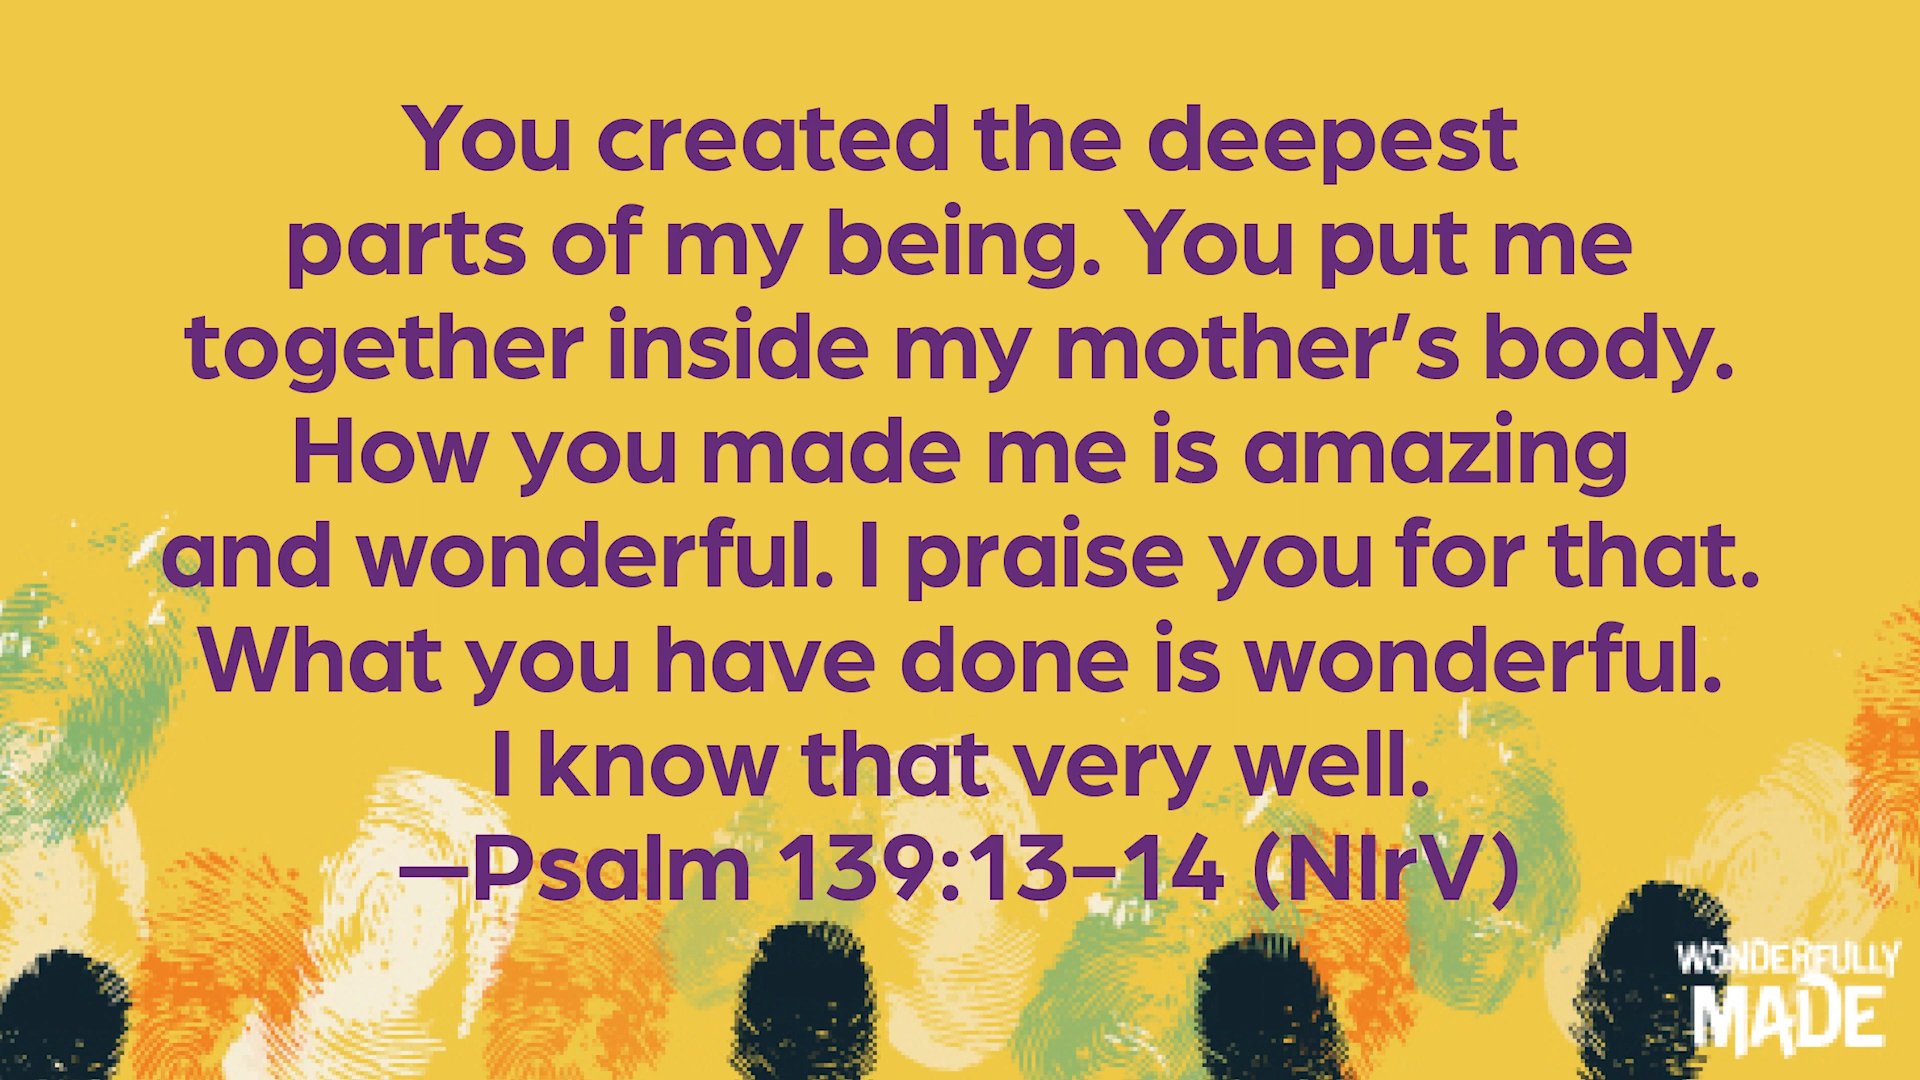 You created the deepest
parts of my being. You put me
together inside my mother’s body.
How you made me is amazing
and wonderful. I praise you for that.
What you have done is wonderful.
I know that very well.
—Psalm 139:13–14 (NIrV)
WONDERFULLY
MADE